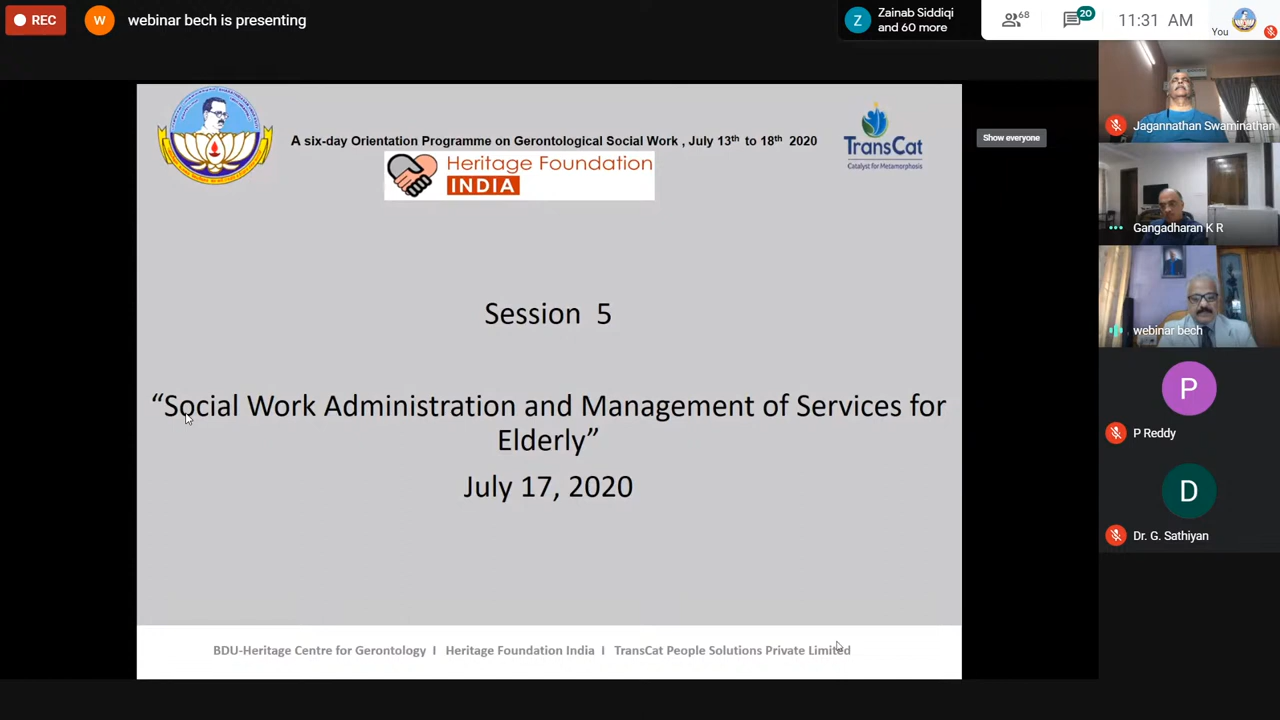 REC
W
webinar bech is presenting
Z
Zainab Siddiqi
and 60 more
68
20
11:31 AM
You
A six-day Orientation Programme on Gerontological Social Work , July 13th to 18th 2020
Heritage Foundation
INDIA
TransCat
Catalyst for Metamorphosis
Show everyone
Session 5
“Social Work Administration and Management of Services for
Elderly”
July 17, 2020
BDU-Heritage Centre for Gerontology I Heritage Foundation India I TransCat People Solutions Private Limited
Jagannathan Swaminathan
Gangadharan K R
webinar bech
P
P Reddy
D
Dr. G. Sathiyan